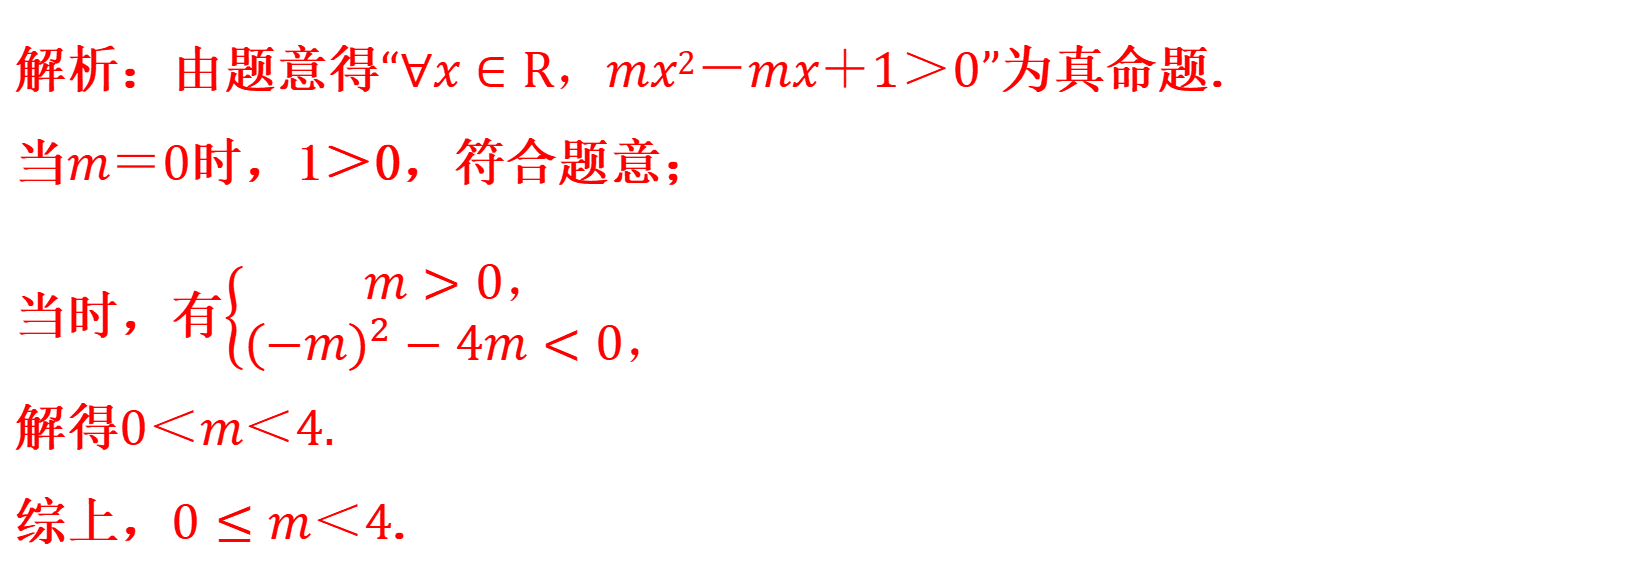 解析：由题意得“∀x ∈ R，mx²－mx＋1＞0”为真命题.
当m＝0时，1＞0，符合题意；
当时，有{m > 0，
(−m)² − 4m < 0，
解得0＜m＜4.
综上，0 ≤ m＜4.